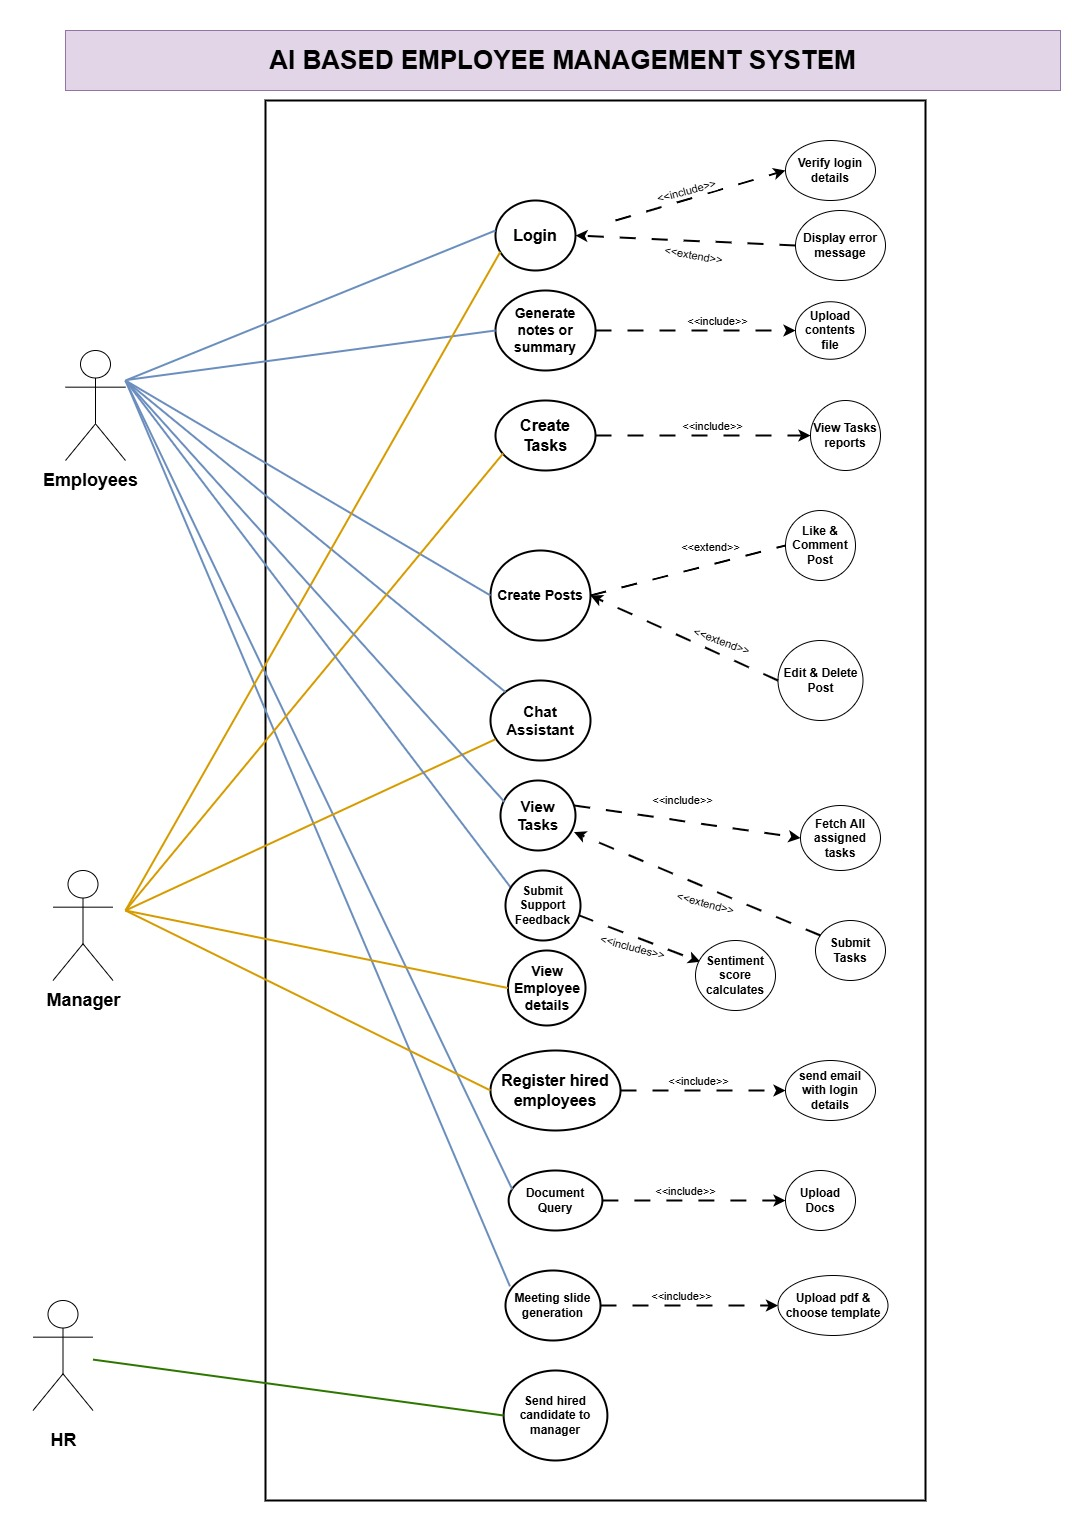 AI BASED EMPLOYEE MANAGEMENT SYSTEM
Verify login
details
<<include>>
Login
Display error
message
<<extend>>
Generate
notes or
summary
<<include>>
Upload
contents
file
Employees
Create
Tasks
<<include>>
View Tasks
reports
Like &
Comment
Post
<<extend>>
Create Posts
<<extend>>
Edit & Delete
Post
Chat
Assistant
View
Tasks
<<include>>
Fetch All
assigned
tasks
Submit
Support
Feedback
<<extend>>
Submit
Tasks
<<includes>>
Sentiment
score
calculates
Manager
View
Employee
details
Register hired
employees
<<include>>
send email
with login
details
Document
Query
<<include>>
Upload
Docs
Meeting slide
generation
<<include>>
Upload pdf &
choose template
HR
Send hired
candidate to
manager